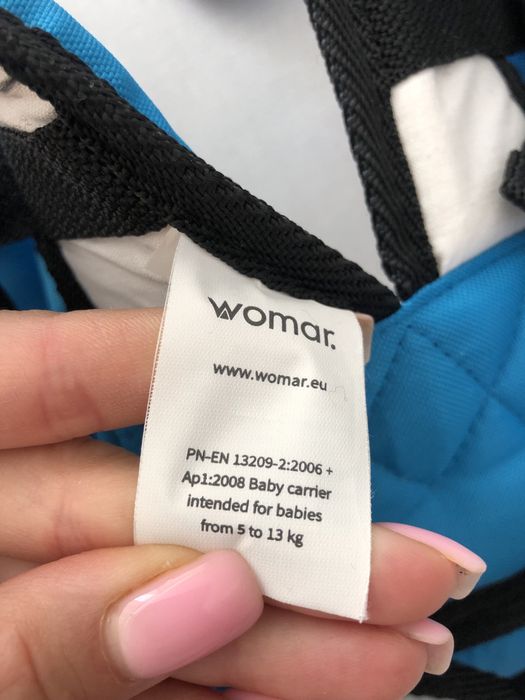 womar.
www.womar.eu
PN-EN 13209-2:2006 +
Ap1:2008 Baby carrier
intended for babies
from 5 to 13 kg